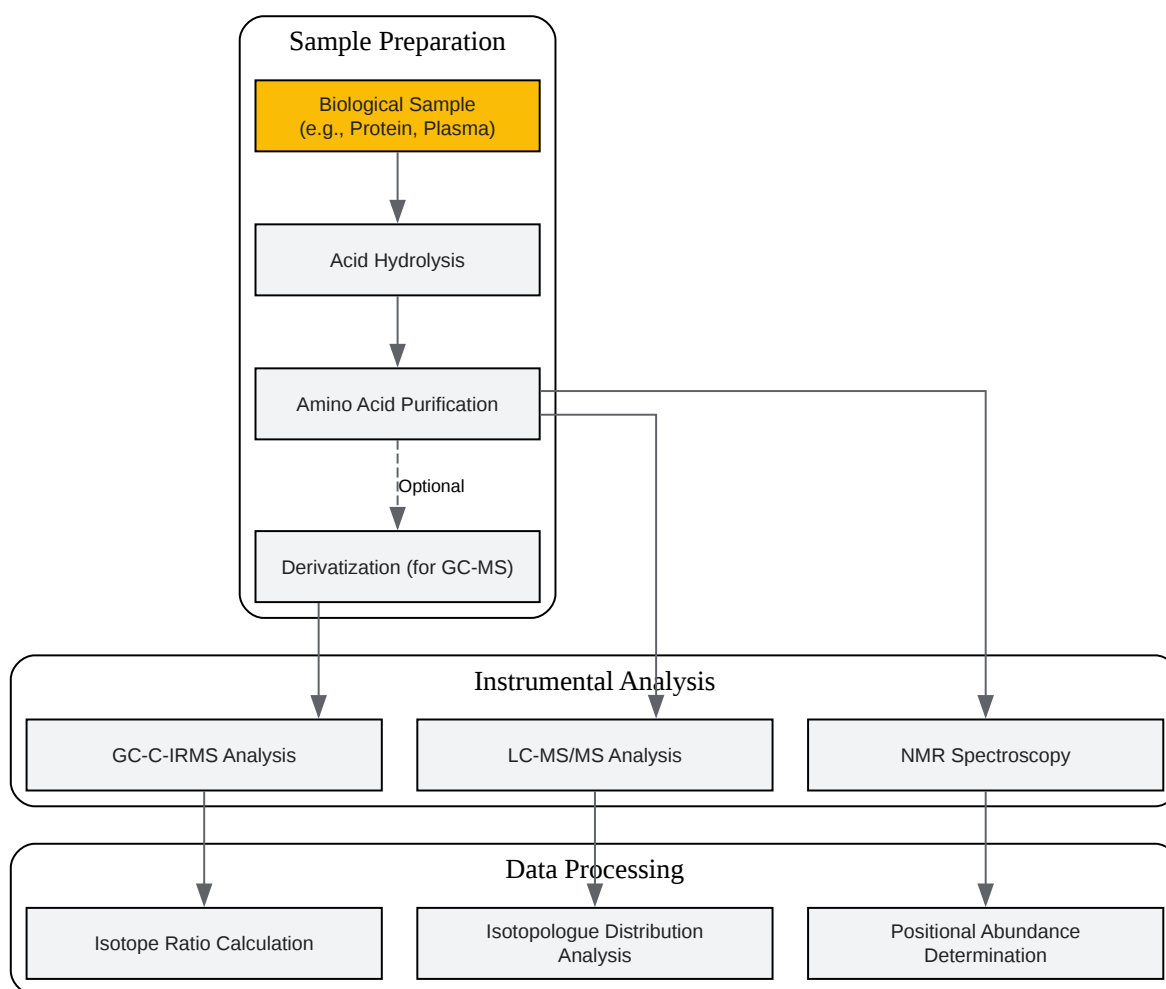 Sample Preparation
Biological Sample
(e.g., Protein, Plasma)
Acid Hydrolysis
Amino Acid Purification
Optional
Derivatization (for GC-MS)
Instrumental Analysis
GC-C-IRMS Analysis
LC-MS/MS Analysis
NMR Spectroscopy
Data Processing
Isotope Ratio Calculation
Isotopologue Distribution
Analysis
Positional Abundance
Determination